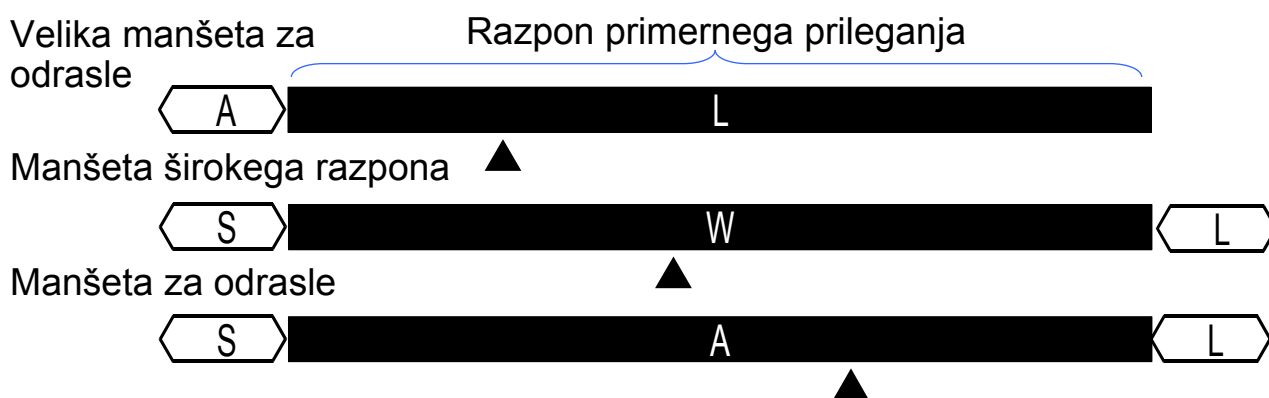 Velika manšeta za
odrasle
Razpon primernega prileganja
A L
Manšeta širokega razpona
S W L
Manšeta za odrasle
S A L